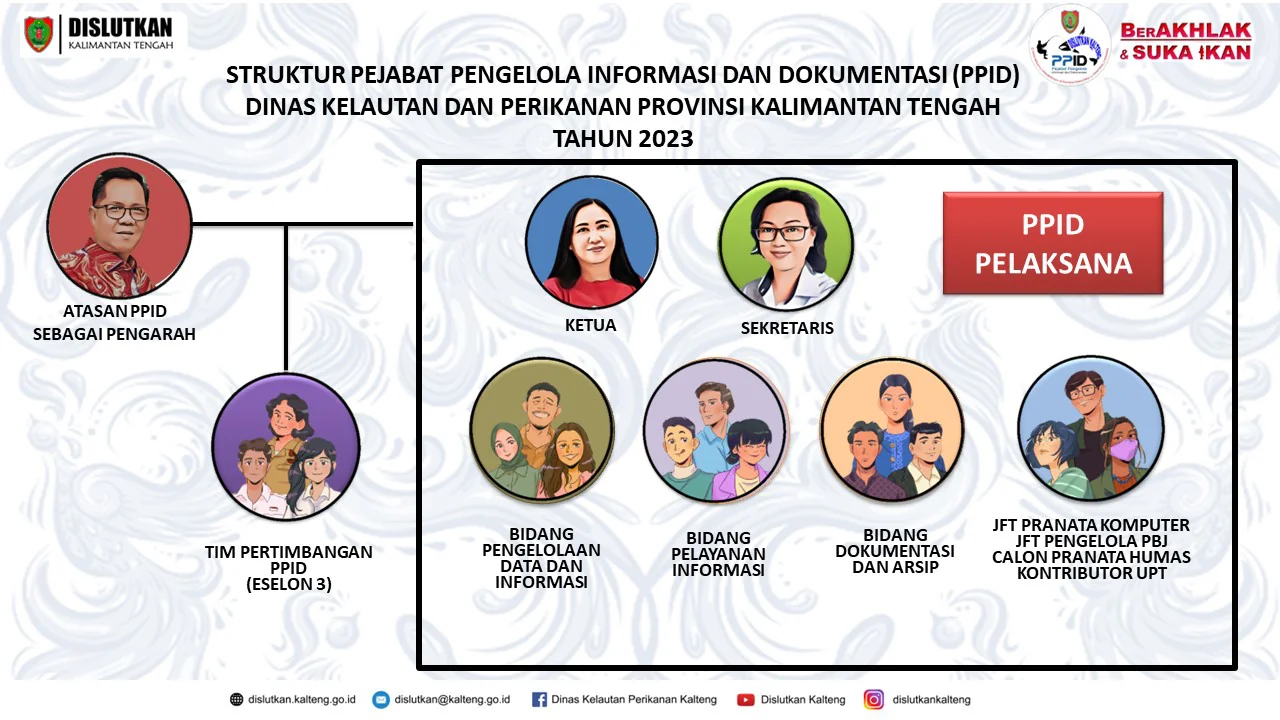 DISLUTKAN
KALIMANTAN TENGAH
DISLUTKAN KALTENG
PPID
BERAKHLAK
& SUKA IKAN
STRUKTUR PEJABAT PENGELOLA INFORMASI DAN DOKUMENTASI (PPID)
DINAS KELAUTAN DAN PERIKANAN PROVINSI KALIMANTAN TENGAH
TAHUN 2023
ATASAN PPID
SEBAGAI PENGARAH
KETUA
SEKRETARIS
PPID
PELAKSANA
TIM PERTIMBANGAN
PPID
(ESELON 3)
BIDANG
PENGELOLAAN
DATA DAN
INFORMASI
BIDANG
PELAYANAN
INFORMASI
BIDANG
DOKUMENTASI
DAN ARSIP
JFT PRANATA KOMPUTER
JFT PENGELOLA PBJ
CALON PRANATA HUMAS
KONTRIBUTOR UPT
dislutkan.kalteng.go.id
dislutkan@kalteng.go.id
Dinas Kelautan Perikanan Kalteng
Dislutkan Kalteng
dislutkankalteng